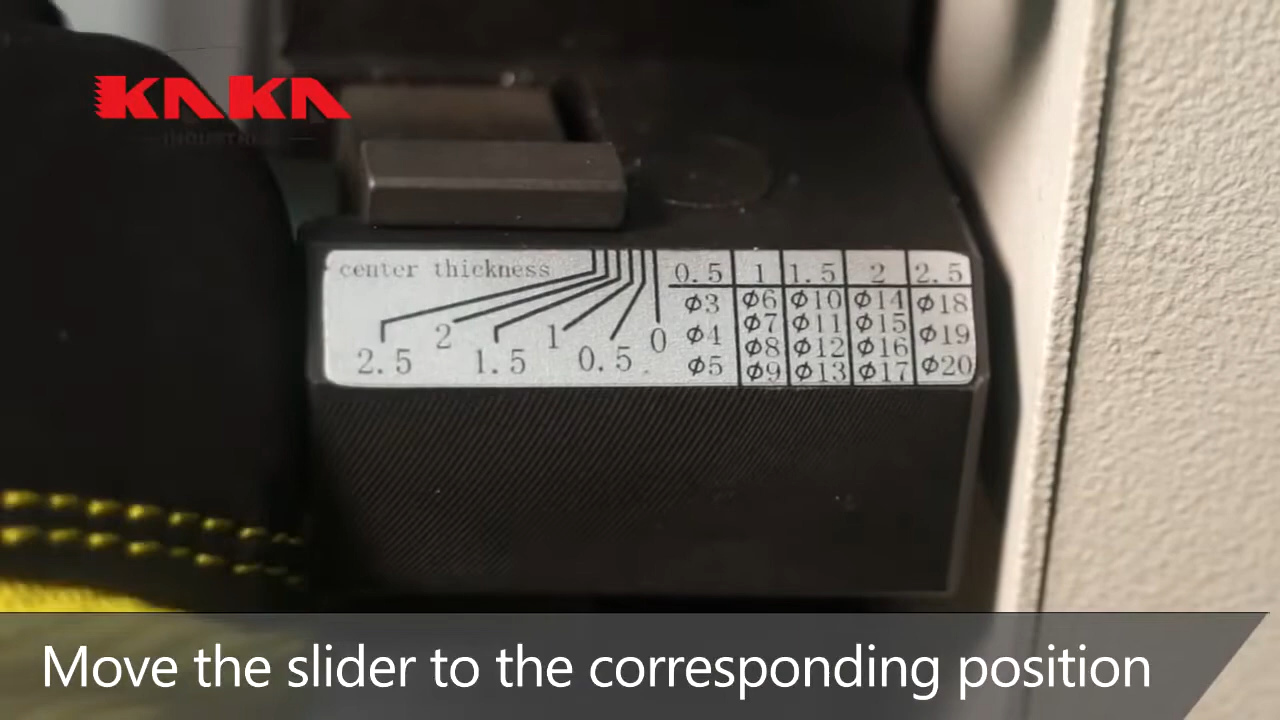 KAKA
INDUSTRIAL
center thickness
2.5 2 1.5 1 0.5 0
0.5 1 1.5 2 2.5
Φ3 Φ6 Φ10 Φ14 Φ18
Φ4 Φ7 Φ11 Φ15 Φ19
Φ5 Φ8 Φ12 Φ16 Φ20
Φ9 Φ13 Φ17
Move the slider to the corresponding position